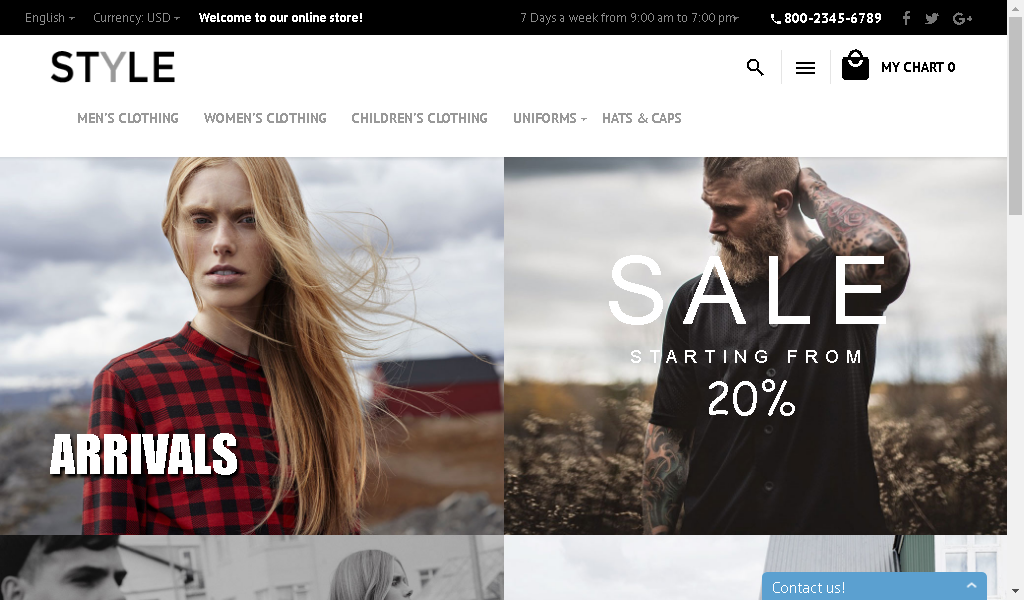 English Currency: USD Welcome to our online store! 7 Days a week from 9:00 am to 7:00 pm 800-2345-6789
STYLE
MY CHART 0
MEN'S CLOTHING WOMEN'S CLOTHING CHILDREN'S CLOTHING UNIFORMS HATS & CAPS
ARRIVALS
SALE
STARTING FROM
20%
Contact us!